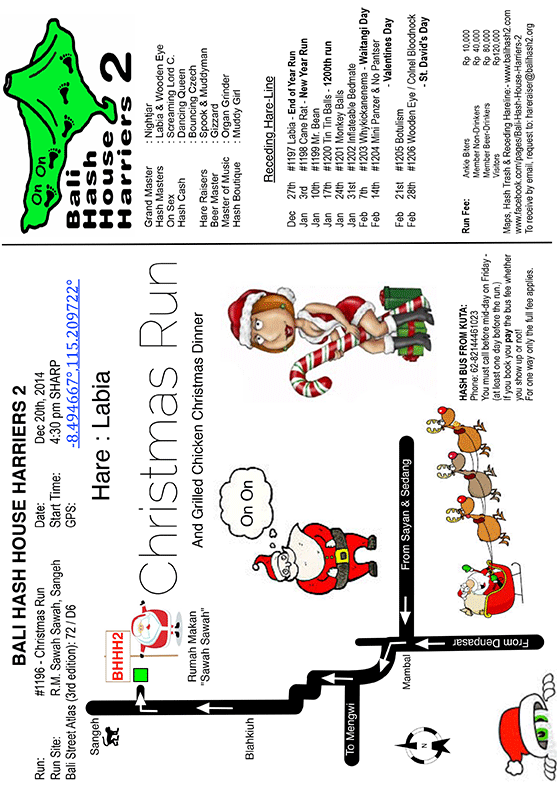 BALI HASH HOUSE HARRIERS 2
Run: #1196 - Christmas Run
Run Site: R.M. Sawah Sawah, Sangeh
Bali Street Atlas (3rd edition): 72 / D6
Date: Dec 20th, 2014
Start Time: 4:30 pm SHARP
GPS: -8.494667?,115.209722°
Hare : Labia
Christmas Run
And Grilled Chicken Christmas Dinner
BHHH2
Rumah Makan
"Sawah Sawah"
Sangeh
Blahkiuh
To Mengwi
Mambal
From Sayan & Sedang
From Denpasar
N
On On
HASH BUS FROM KUTA:
Phone: 62-82144461023
You must call before mid-day on Friday -
(at least one day before the run.)
If you book you pay the bus fee whether
you show up or not!
For one way only the full fee applies.
On On
Bali
Hash
House
Harriers 2
Grand Master : Nightjar
Hash Masters : Labia & Wooden Eye
On Sex : Screaming Lord C.
Hash Cash : Dancing Queen
Bouncing Czech
Hare Raisers : Spook & Muddyman
Beer Master : Gizzard
Master of Music : Organ Grinder
Hash Boutique : Muddy Girl
Receding Hare-Line
Dec 27th #1197 Labia - End of Year Run
Jan 3rd #1198 Cane Rat - New Year Run
Jan 10th #1199 Mr. Bean
Jan 17th #1200 Tin Tin Balls - 1200th run
Jan 24th #1201 Monkey Balls
Jan 31st #1202 Inflateable Bedmate
Feb 7th #1203 Whykickenenema - Waitangi Day
Feb 14th #1204 Mini Panzer & No Pantser
- Valentines Day
Feb 21st #1205 Botulism
Feb 28th #1206 Wooden Eye / Colnel Bloodnock
- St. David's Day
Run Fee: Ankie Biters Rp 10,000
Member Non-Drinkers Rp 40,000
Member Beer-Drinkers Rp 80,000
Visitors Rp120,000
Maps, Hash Trash & Receding Hareline:- www.balihash2.com
www.facebook.com/pages/Bali-Hash-House-Harriers-2
To receive by email, request to: hareraiser@balihash2.org